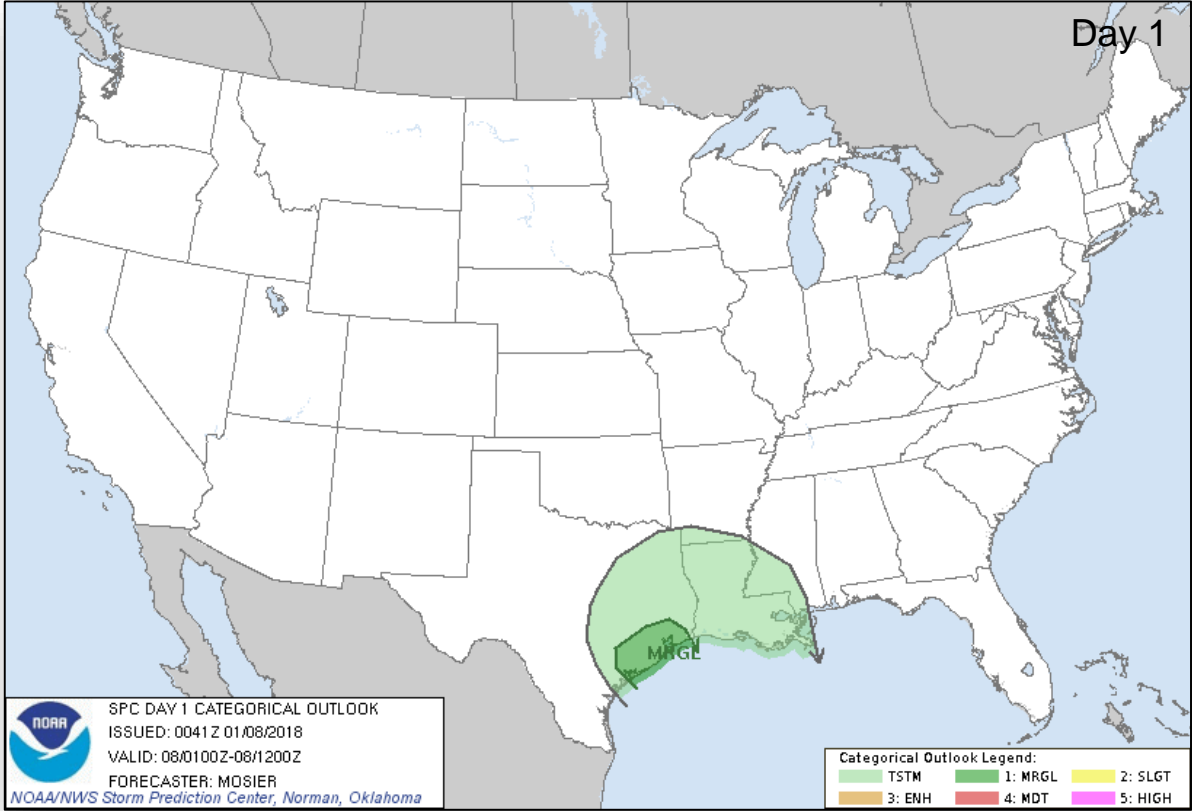 Day 1
MRGL
NOAA
SPC DAY 1 CATEGORICAL OUTLOOK
ISSUED: 0041Z 01/08/2018
VALID: 08/0100Z-08/1200Z
FORECASTER: MOSIER
NOAA/NWS Storm Prediction Center, Norman, Oklahoma
Categorical Outlook Legend:
TSTM 1: MRGL 2: SLGT
3: ENH 4: MDT 5: HIGH